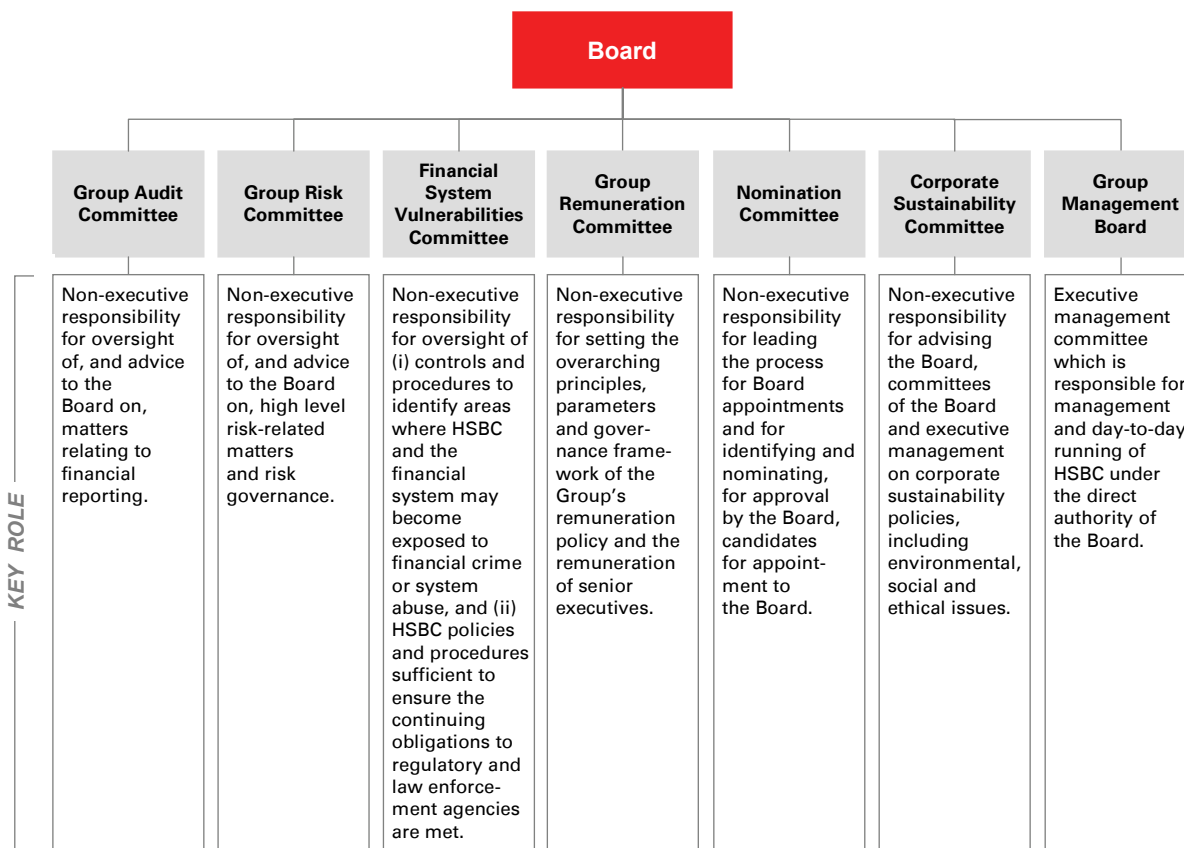 Board
Group Audit
Committee
Group Risk
Committee
Financial
System
Vulnerabilities
Committee
Group
Remuneration
Committee
Nomination
Committee
Corporate
Sustainability
Committee
Group
Management
Board
KEY ROLE
Non-executive
responsibility
for oversight
of, and advice
to the
Board on,
matters
relating to
financial
reporting.
Non-executive
responsibility
for oversight
of, and advice
to the Board
on, high level
risk-related
matters
and risk
governance.
Non-executive
responsibility
for oversight of
(i) controls and
procedures to
identify areas
where HSBC
and the
financial
system may
become
exposed to
financial crime
or system
abuse, and (ii)
HSBC policies
and procedures
sufficient to
ensure the
continuing
obligations to
regulatory and
law enforce-
ment agencies
are met.
Non-executive
responsibility
for setting the
overarching
principles,
parameters
and gover-
nance frame-
work of the
Group's
remuneration
policy and the
remuneration
of senior
executives.
Non-executive
responsibility
for leading
the process
for Board
appointments
and for
identifying and
nominating,
for approval
by the Board,
candidates
for appoint-
ment to
the Board.
Non-executive
responsibility
for advising
the Board,
committees
of the Board
and executive
management
on corporate
sustainability
policies,
including
environmental,
social and
ethical issues.
Executive
management
committee
which is
responsible for
management
and day-to-day
running of
HSBC under
the direct
authority of
the Board.